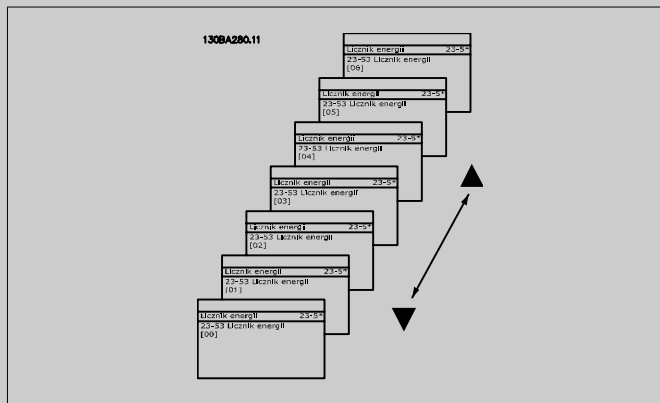 130BA280.11
Licznik energii 23-5*
23-53 Licznik energii
[06]
Licznik energii 23-5*
23-53 Licznik energii
[05]
Licznik energii 23-5*
23-53 Licznik energii
[04]
Licznik energii 23-5*
23-53 Licznik energii
[03]
Licznik energii 23-5*
23-53 Licznik energii
[02]
Licznik energii 23-5*
23-53 Licznik energii
[01]
Licznik energii 23-5*
23-53 Licznik energii
[00]